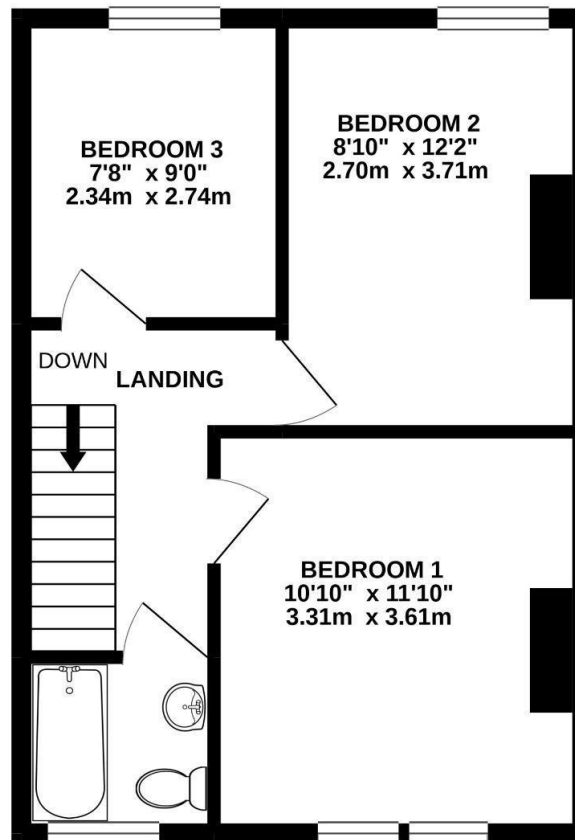 BEDROOM 3
7'8" x 9'0"
2.34m x 2.74m
BEDROOM 2
8'10" x 12'2"
2.70m x 3.71m
DOWN
LANDING
BEDROOM 1
10'10" x 11'10"
3.31m x 3.61m